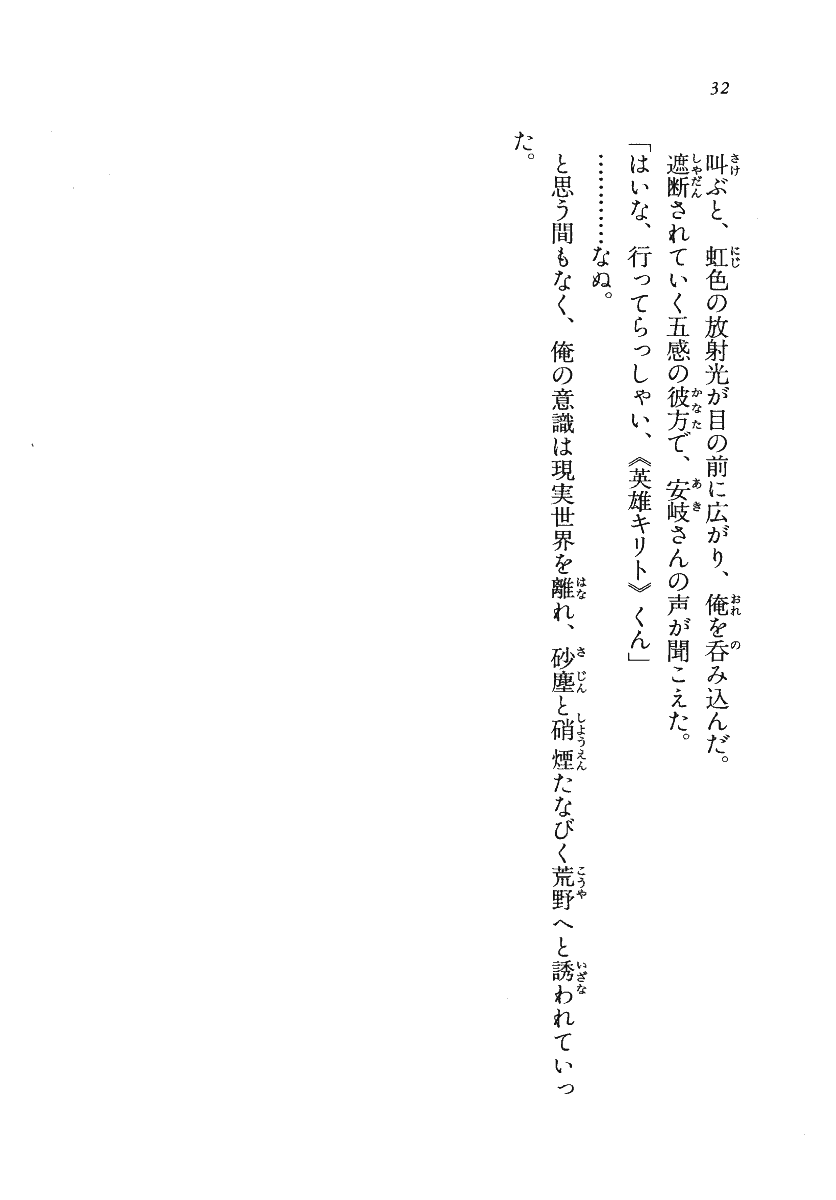 32
叫ぶと、虹色の放射光が目の前に広がり、俺を呑み込んだ。
遮断されていく五感の彼方で、安岐さんの声が聞こえた。
「はいな、行ってらっしゃい、《英雄キリト》くん」
…………なぬ。
と思う間もなく、俺の意識は現実世界を離れ、砂塵と硝煙たなびく荒野へと誘われていっ
た。